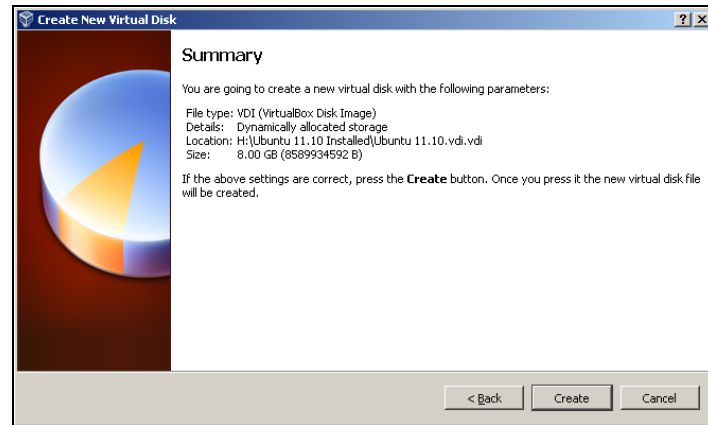 Create New Virtual Disk
Summary
You are going to create a new virtual disk with the following parameters:
File type: VDI (VirtualBox Disk Image)
Details: Dynamically allocated storage
Location: H:\Ubuntu 11.10 Installed\Ubuntu 11.10.vdi.vdi
Size: 8.00 GB (8589934592 B)
If the above settings are correct, press the Create button. Once you press it the new virtual disk file
will be created.
< Back Create Cancel